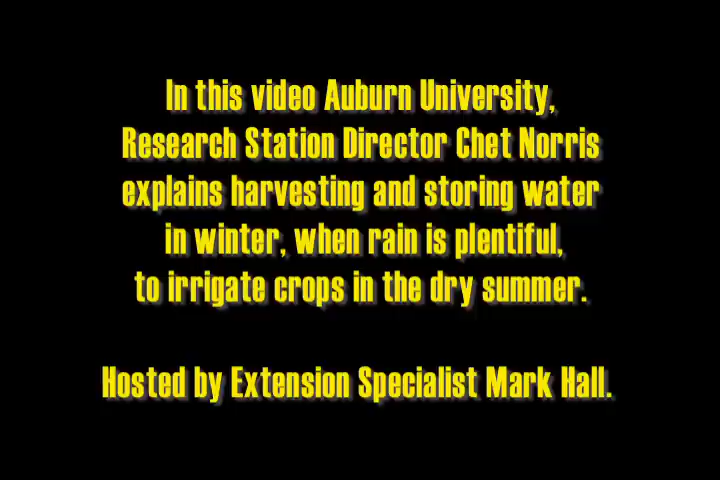 In this video Auburn University,
Research Station Director Chet Norris
explains harvesting and storing water
in winter, when rain is plentiful,
to irrigate crops in the dry summer.
Hosted by Extension Specialist Mark Hall.